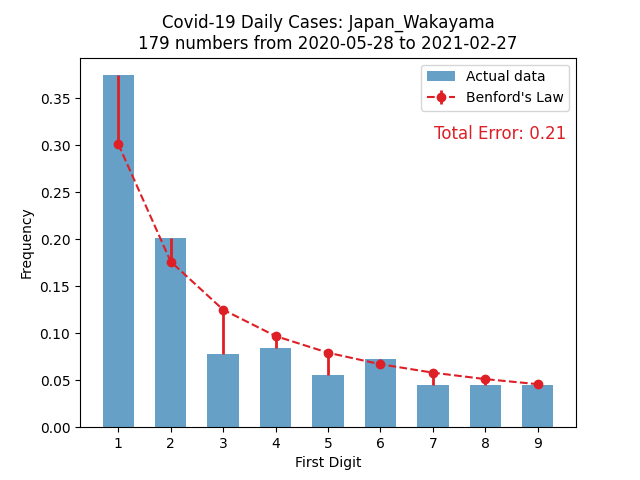 Covid-19 Daily Cases: Japan_Wakayama
179 numbers from 2020-05-28 to 2021-02-27
Actual data
Benford's Law
Total Error: 0.21
Frequency
0.35
0.30
0.25
0.20
0.15
0.10
0.05
0.00
1 2 3 4 5 6 7 8 9
First Digit